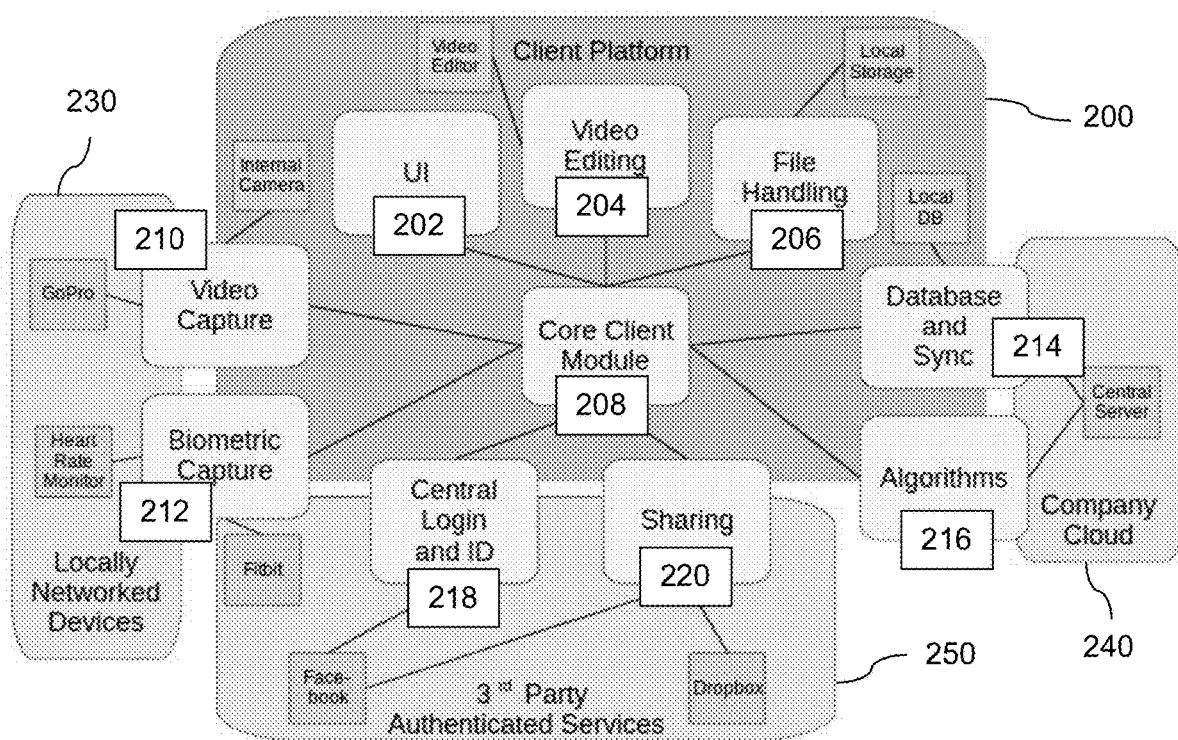 Client Platform
Video
Editor
Local
Storage
230
200
Internal
Camera
UI
202
Video
Editing
204
File
Handling
206
Local
DB
210
Video
Capture
GoPro
Core Client
Module
208
Database
and
Sync
214
Central
Server
Heart
Rate
Monitor
Biometric
Capture
212
Fitbit
Central
Login
and ID
218
Sharing
220
Algorithms
216
Company
Cloud
240
Locally
Networked
Devices
Face-
book
Dropbox
3rd Party
Authenticated Services
250